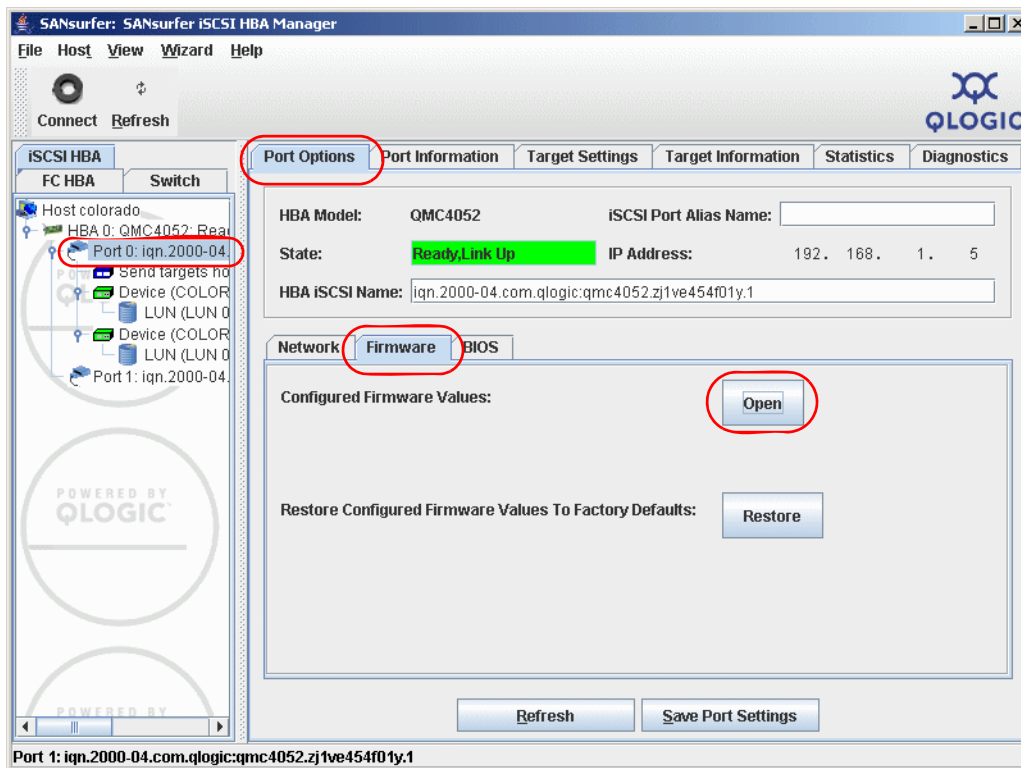 SANsurfer: SANsurfer iSCSI HBA Manager
File Host View Wizard Help
Connect Refresh
QLOGIC
iSCSI HBA
FC HBA Switch
Host colorado
HBA 0: QMC4052: Rea
Port 0: iqn.2000-04.
Send targets no
Device (COLOR
LUN (LUN 0
Device (COLOR
LUN (LUN 0
Port 1: iqn.2000-04.
POWERED BY
QLOGIC
POWERED BY
Port Options Port Information Target Settings Target Information Statistics Diagnostics
HBA Model: QMC4052 iSCSI Port Alias Name:
State: Ready,Link Up IP Address: 192. 168. 1. 5
HBA iSCSI Name: iqn.2000-04.com.qlogic:qmc4052.zj1ve454f01y.1
Network Firmware BIOS
Configured Firmware Values: Open
Restore Configured Firmware Values To Factory Defaults: Restore
Refresh Save Port Settings
Port 1: iqn.2000-04.com.qlogic:qmc4052.zj1ve454f01y.1